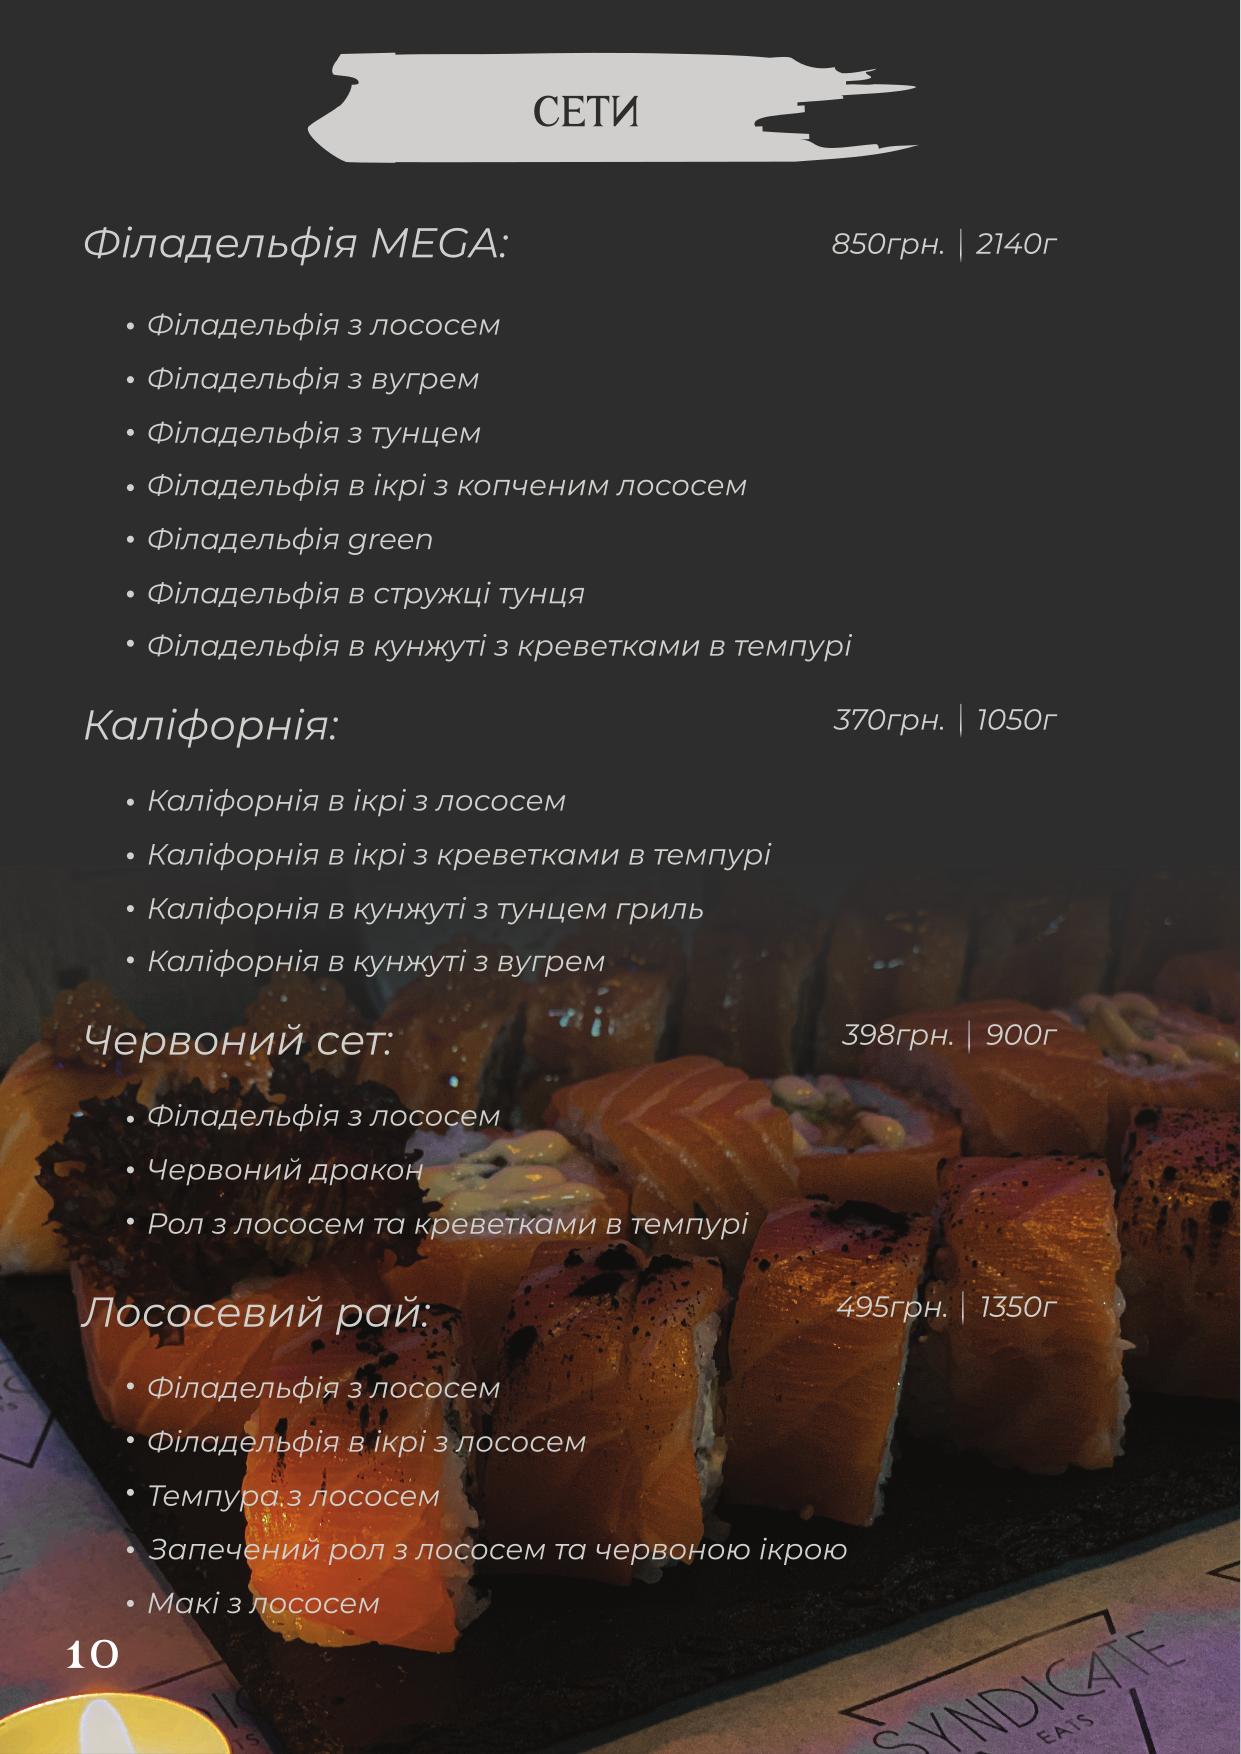 СЕТИ
Філадельфія MEGA: 850грн. | 2140г
• Філадельфія з лососем
• Філадельфія з вугрем
• Філадельфія з тунцем
• Філадельфія в ікрі з копченим лососем
• Філадельфія green
• Філадельфія в стружці тунця
• Філадельфія в кунжуті з креветками в темпурі
Каліфорнія: 370грн. | 1050г
• Каліфорнія в ікрі з лососем
• Каліфорнія в ікрі з креветками в темпурі
• Каліфорнія в кунжуті з тунцем гриль
• Каліфорнія в кунжуті з вугрем
Червоний сет: 398грн. | 900г
• Філадельфія з лососем
• Червоний дракон
• Рол з лососем та креветками в темпурі
Лососевий рай: 495грн. | 1350г
• Філадельфія з лососем
• Філадельфія в ікрі з лососем
• Темпура з лососем
• Запечений рол з лососем та червоною ікрою
• Макі з лососем
10
SYNDICATE
EATS